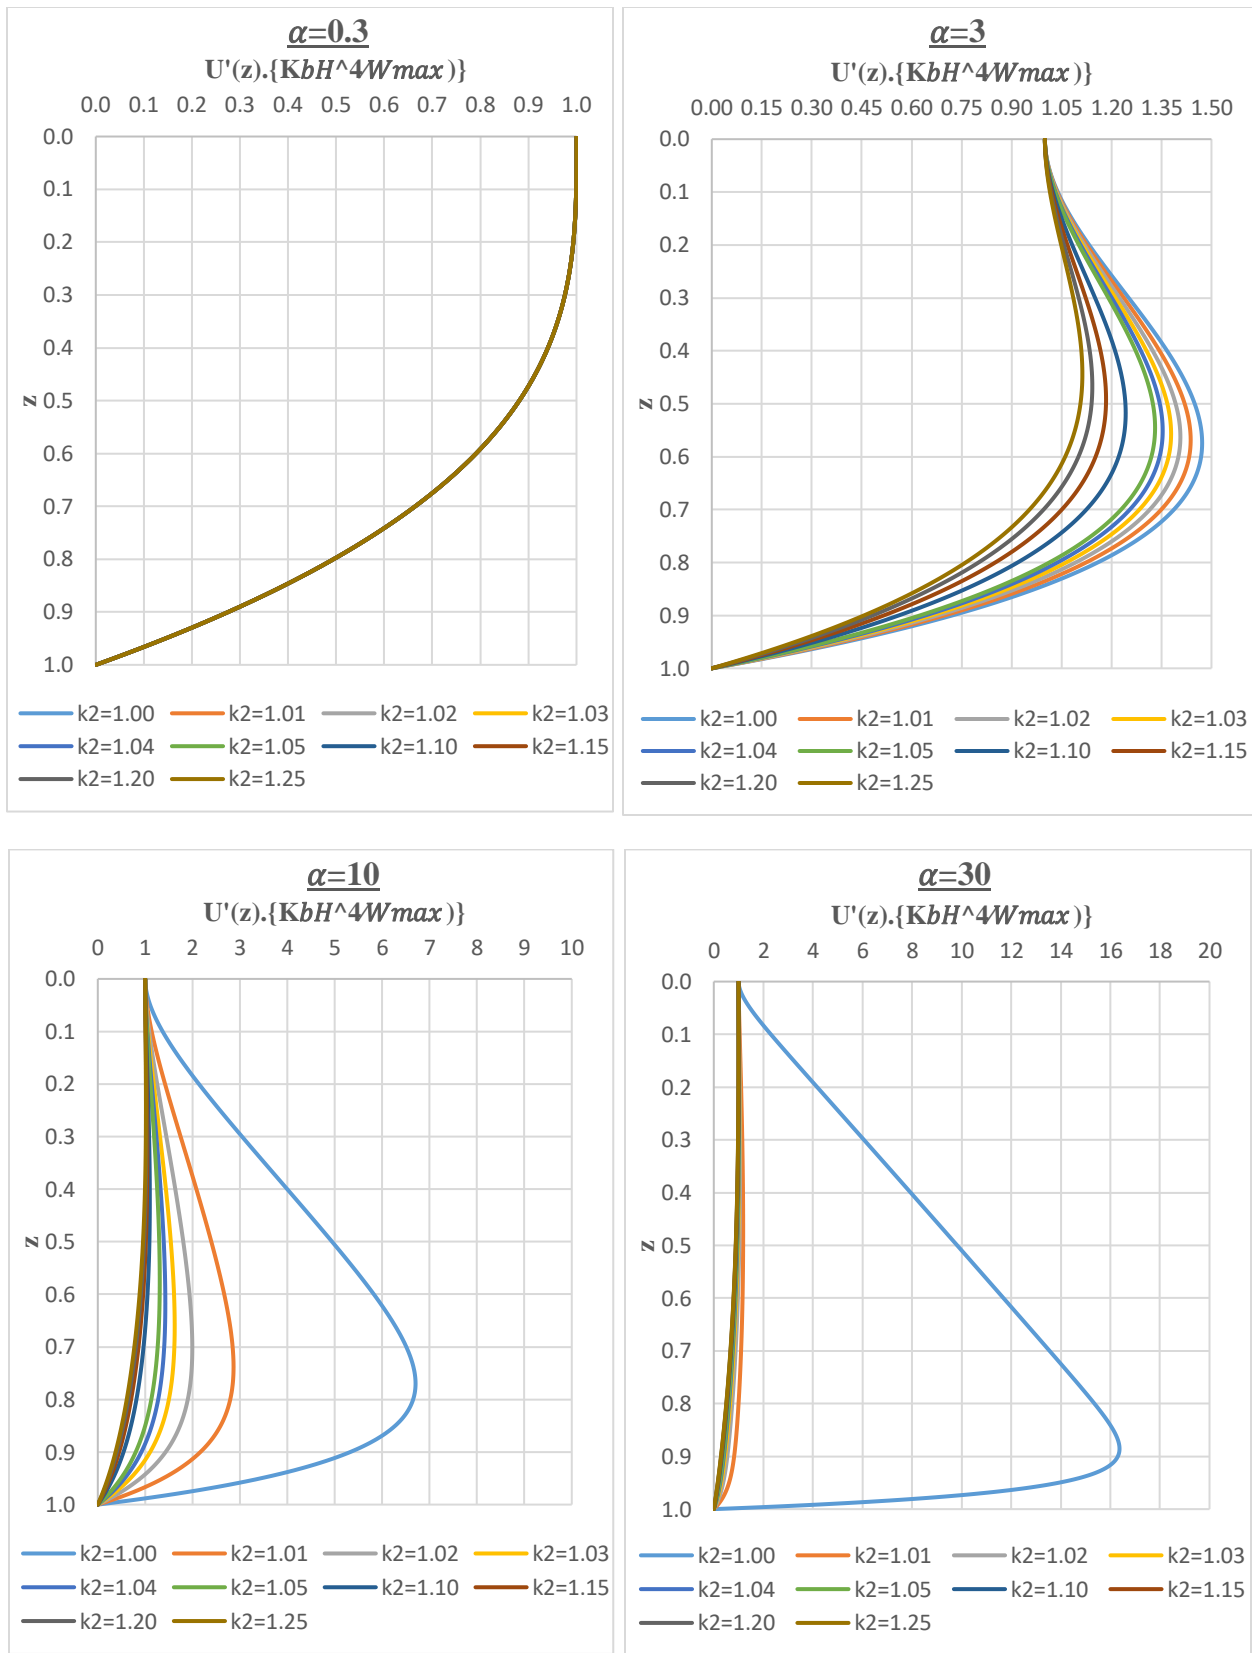 α=0.3
U'(z).{KbH^4⁄Wmax)}
0.0 0.1 0.2 0.3 0.4 0.5 0.6 0.7 0.8 0.9 1.0
0.0
0.1
0.2
0.3
0.4
z
0.5
0.6
0.7
0.8
0.9
1.0
k2=1.00 k2=1.01 k2=1.02 k2=1.03
k2=1.04 k2=1.05 k2=1.10 k2=1.15
k2=1.20 k2=1.25
α=3
U'(z).{KbH^4⁄Wmax)}
0.00 0.15 0.30 0.45 0.60 0.75 0.90 1.05 1.20 1.35 1.50
0.0
0.1
0.2
0.3
0.4
z
0.5
0.6
0.7
0.8
0.9
1.0
k2=1.00 k2=1.01 k2=1.02 k2=1.03
k2=1.04 k2=1.05 k2=1.10 k2=1.15
k2=1.20 k2=1.25
α=10
U'(z).{KbH^4⁄Wmax)}
0 1 2 3 4 5 6 7 8 9 10
0.0
0.1
0.2
0.3
0.4
z
0.5
0.6
0.7
0.8
0.9
1.0
k2=1.00 k2=1.01 k2=1.02 k2=1.03
k2=1.04 k2=1.05 k2=1.10 k2=1.15
k2=1.20 k2=1.25
α=30
U'(z).{KbH^4⁄Wmax)}
0 2 4 6 8 10 12 14 16 18 20
0.0
0.1
0.2
0.3
0.4
z
0.5
0.6
0.7
0.8
0.9
1.0
k2=1.00 k2=1.01 k2=1.02 k2=1.03
k2=1.04 k2=1.05 k2=1.10 k2=1.15
k2=1.20 k2=1.25